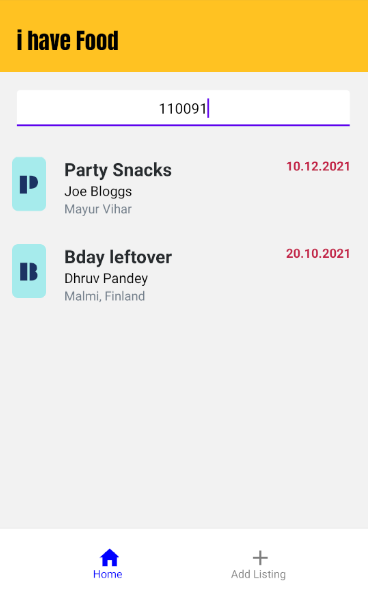 i have Food
110091
P
Party Snacks
10.12.2021
Joe Bloggs
Mayur Vihar
B
Bday leftover
20.10.2021
Dhruv Pandey
Malmi, Finland
Home
Add Listing